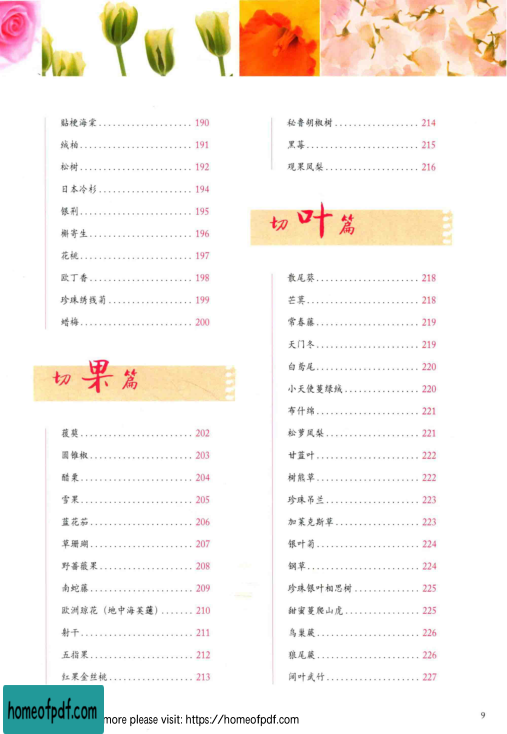 贴梗海棠.................... 190
绒柏........................ 191
松树........................ 192
日本冷杉.................... 194
银荆........................ 195
槲寄生...................... 196
花桃........................ 197
欧丁香...................... 198
珍珠绣线菊.................. 199
蜡梅........................ 200
切果篇
菝葜........................ 202
圆锥椒...................... 203
醋栗........................ 204
雪果........................ 205
蓝花茄...................... 206
草珊瑚...................... 207
野蔷薇果.................... 208
南蛇藤...................... 209
欧洲琼花（地中海荚蒾）....... 210
射干........................ 211
五指果...................... 212
红果金丝桃.................. 213
秘鲁胡椒树.................. 214
黑莓........................ 215
观果凤梨.................... 216
切叶篇
散尾葵...................... 218
芒萁........................ 218
常春藤...................... 219
天门冬...................... 219
白鸢尾...................... 220
小天使蔓绿绒................ 220
布什绵...................... 221
松萝凤梨.................... 221
甘蓝叶...................... 222
树熊草...................... 222
珍珠吊兰.................... 223
加莱克斯草.................. 223
银叶菊...................... 224
钢草........................ 224
珍珠银叶相思树.............. 225
甜蜜蔓爬山虎................ 225
鸟巢蕨...................... 226
狼尾蕨...................... 226
间叶武竹.................... 227
9
homeofpdf.com
more please visit: https://homeofpdf.com